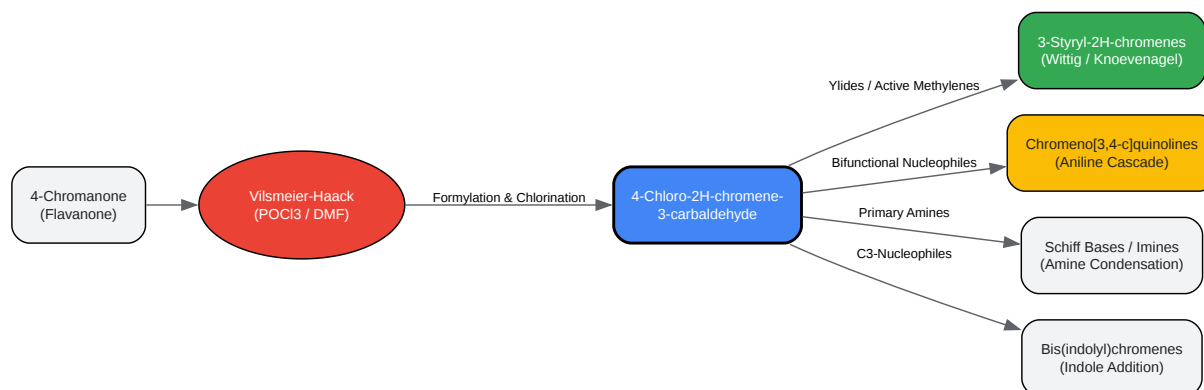 4-Chromanone
(Flavanone)
Vilsmeier-Haack
(POCl3 / DMF)
Formylation & Chlorination
4-Chloro-2H-chromene-
3-carbaldehyde
Ylides / Active Methylenes
3-Styryl-2H-chromenes
(Wittig / Knoevenagel)
Bifunctional Nucleophiles
Chromeno[3,4-c]quinolines
(Aniline Cascade)
Primary Amines
Schiff Bases / Imines
(Amine Condensation)
C3-Nucleophiles
Bis(indolyl)chromenes
(Indole Addition)